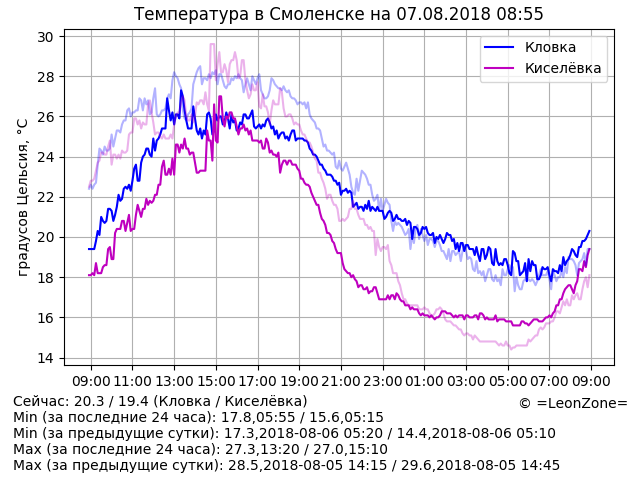 Температура в Смоленске на 07.08.2018 08:55
градусов Цельсия, °C
30
28
26
24
22
20
18
16
14
Кловка
Киселёвка
09:00 11:00 13:00 15:00 17:00 19:00 21:00 23:00 01:00 03:00 05:00 07:00 09:00
Сейчас: 20.3 / 19.4 (Кловка / Киселёвка)
© =LeonZone=
Min (за последние 24 часа): 17.8,05:55 / 15.6,05:15
Min (за предыдущие сутки): 17.3,2018-08-06 05:20 / 14.4,2018-08-06 05:10
Max (за последние 24 часа): 27.3,13:20 / 27.0,15:10
Max (за предыдущие сутки): 28.5,2018-08-05 14:15 / 29.6,2018-08-05 14:45